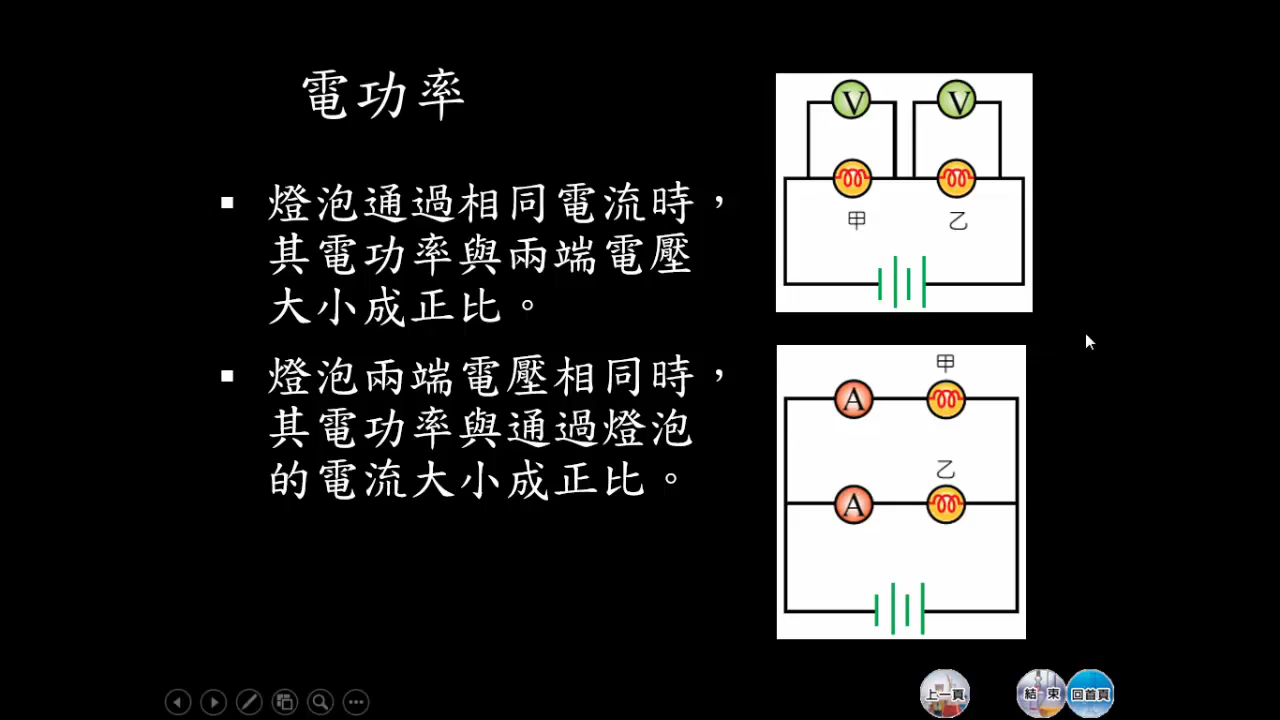 電功率
燈泡通過相同電流時，
其電功率與兩端電壓
大小成正比。
燈泡兩端電壓相同時，
其電功率與通過燈泡
的電流大小成正比。
V V
甲 乙
甲
A
乙
A
上一頁 結束 回首頁